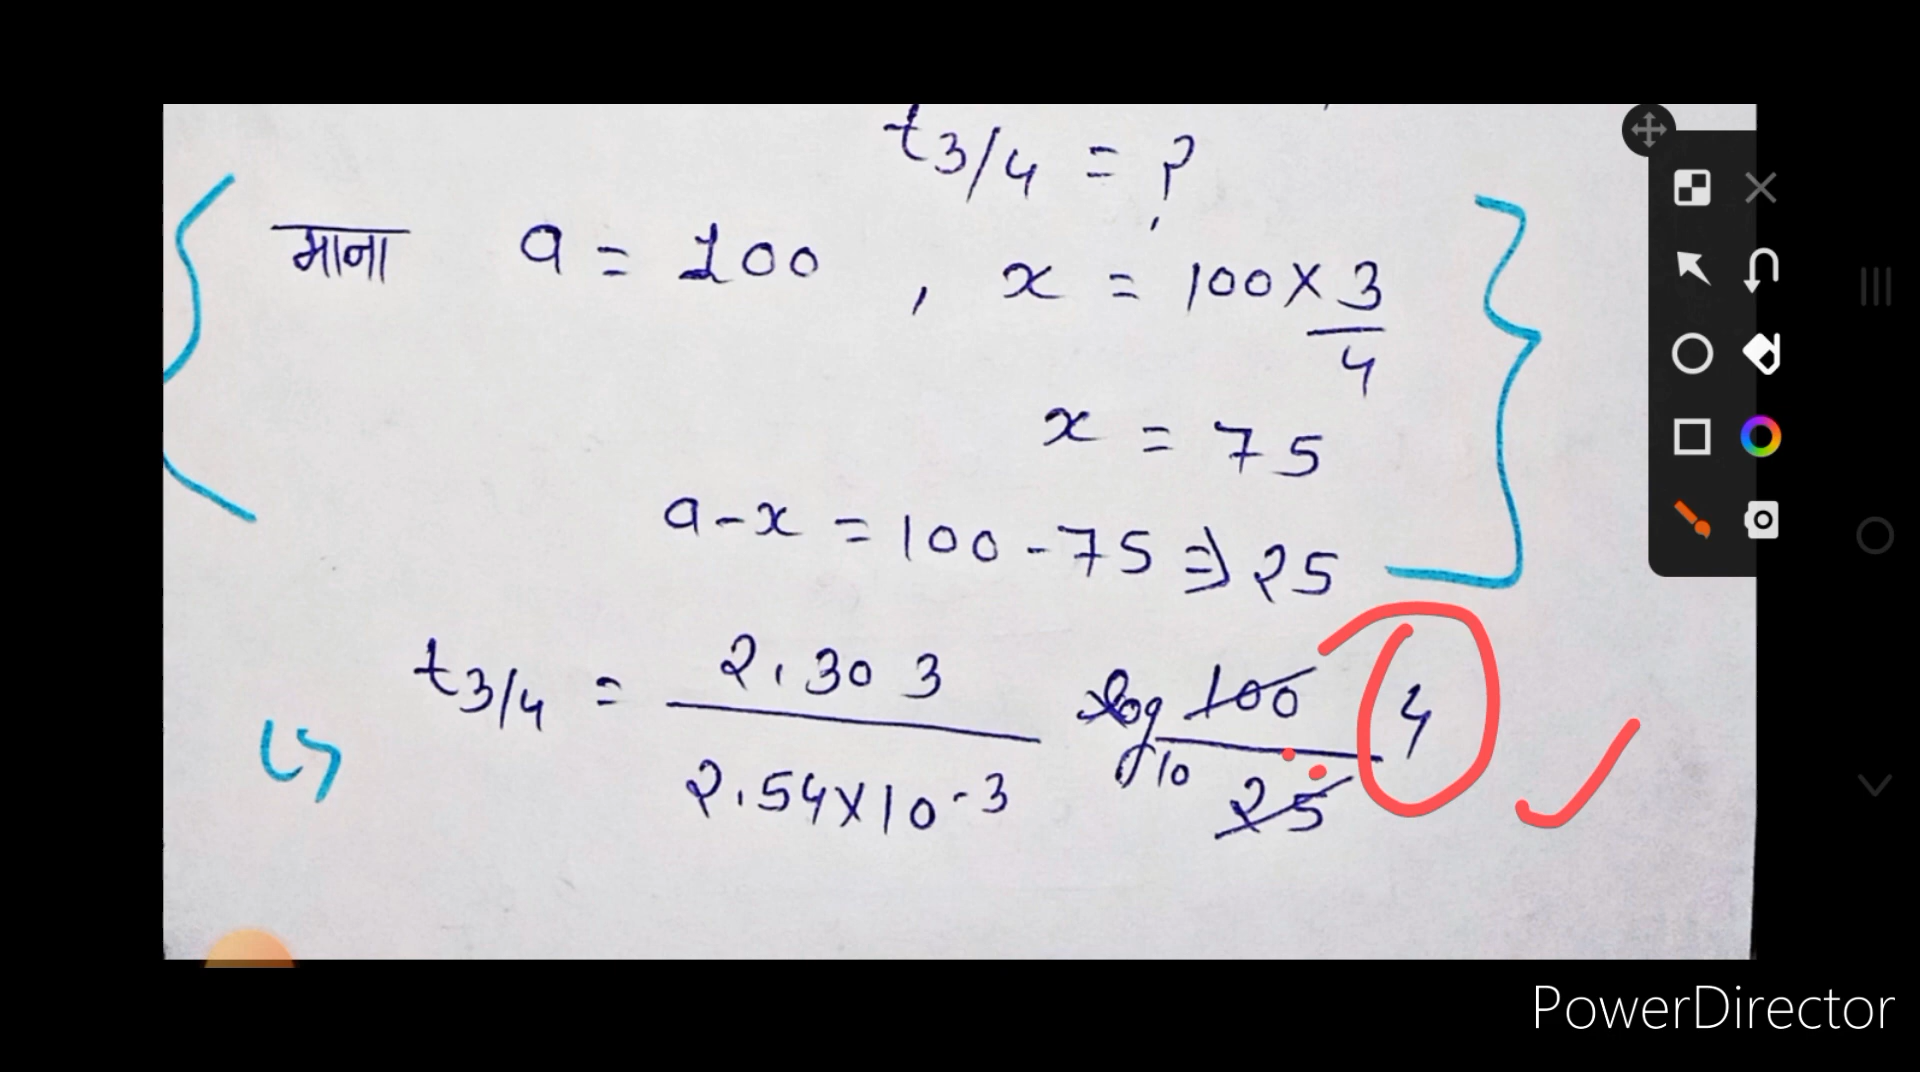 t3/4 = ?
माना a = 100 , x = 100 × 3/4
x = 75
a-x = 100-75 ⇒ 25
t3/4 = 2.303/2.54×10-3 log10 100/25 4
PowerDirector